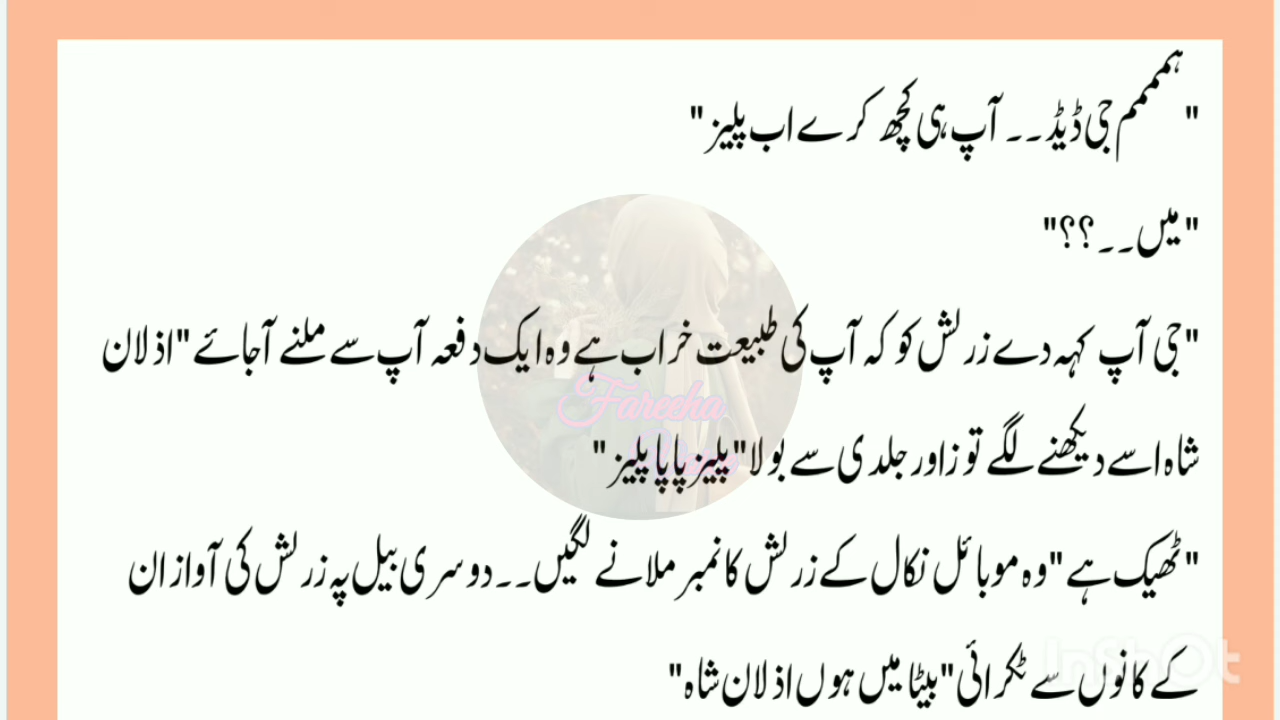 "ہمممممم جی ڈیڈ۔۔ آپ ہی کچھ کرے اب پلیز"
"میں۔۔؟؟"
"جی آپ کہہ دے زرلش کو کہ آپ کی طبیعت خراب ہے وہ ایک دفعہ آپ سے ملنے آجائے" اذلان
شاہ اسے دیکھنے لگے تو زاور جلدی سے بولا "پلیز پاپا پلیز"
"ٹھیک ہے" وہ موبائل نکال کے زرلش کا نمبر ملانے لگیں۔۔ دوسری بیل پہ زرلش کی آواز ان
کے کانوں سے ٹکرائی "بیٹا میں ہوں اذلان شاہ"
Fareeha
InShOt